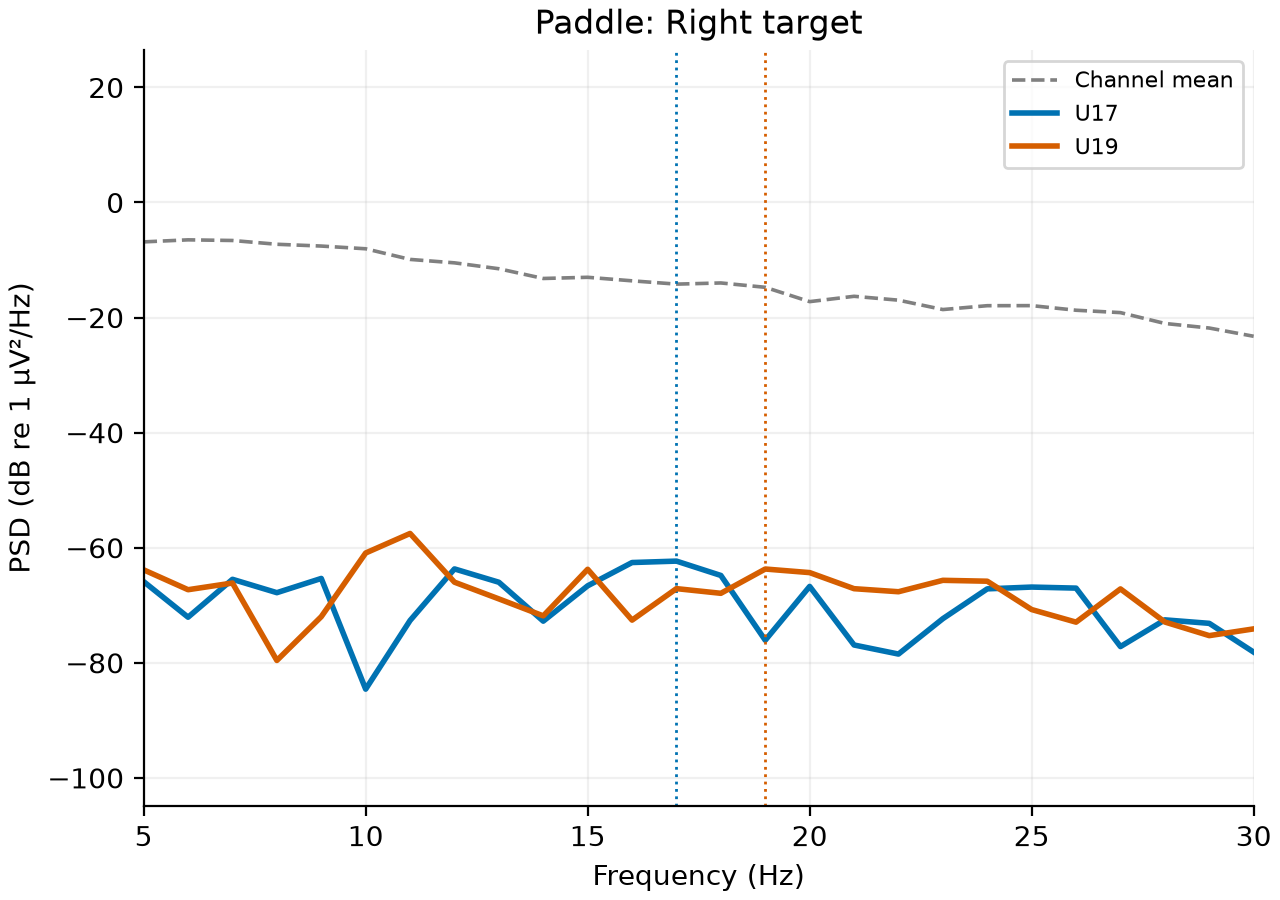 Paddle: Right target
Channel mean
U17
U19
PSD (dB re 1 µV²/Hz)
20
0
−20
−40
−60
−80
−100
5
10
15
20
25
30
Frequency (Hz)